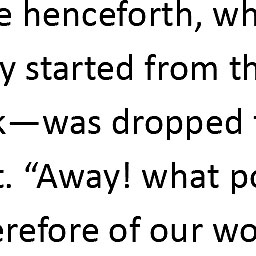 e henceforth, wh
y started from th
k—was dropped
t. “Away! what po
erefore of our wo